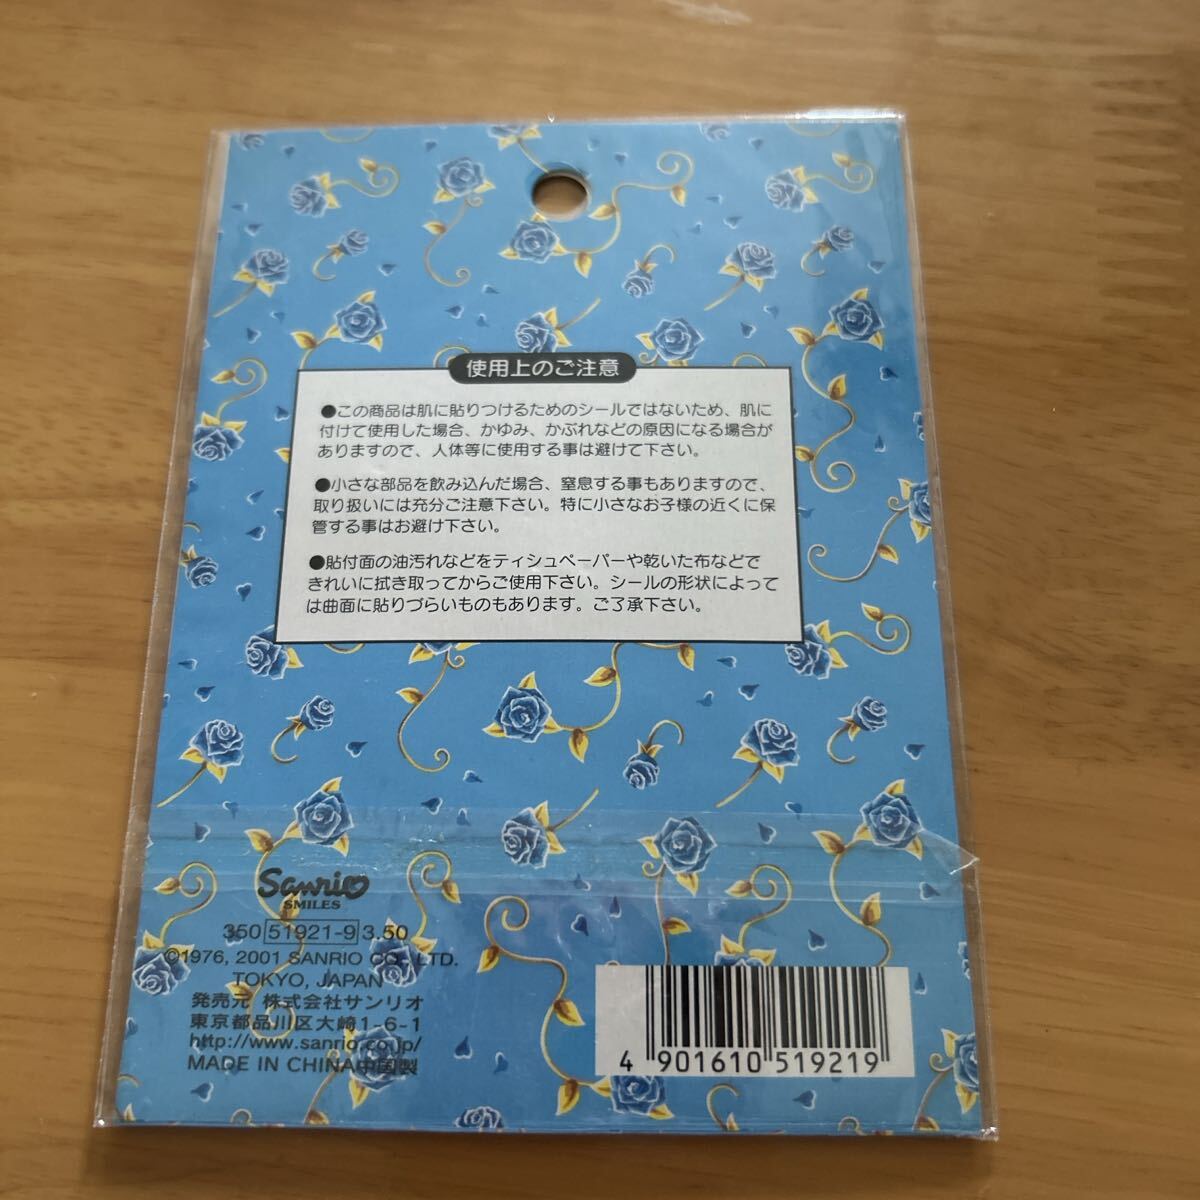 使用上のご注意
●この商品は肌に貼りつけるためのシールではないため、肌に
付けて使用した場合、かゆみ、かぶれなどの原因になる場合が
ありますので、人体等に使用する事は避けて下さい。
●小さな部品を飲み込んだ場合、窒息する事もありますので、
取り扱いには充分ご注意下さい。特に小さなお子様の近くに保
管する事はお避け下さい。
●貼付面の油汚れなどをティシュペーパーや乾いた布などで
きれいに拭き取ってからご使用下さい。シールの形状によって
は曲面に貼りづらいものもあります。ご了承下さい。
Sanrio
SMILES
350 51921-9 3.50
©1976, 2001 SANRIO CO., LTD.
TOKYO, JAPAN
発売元 株式会社サンリオ
東京都品川区大崎1-6-1
http://www.sanrio.co.jp/
MADE IN CHINA中国製
4 901610 519219